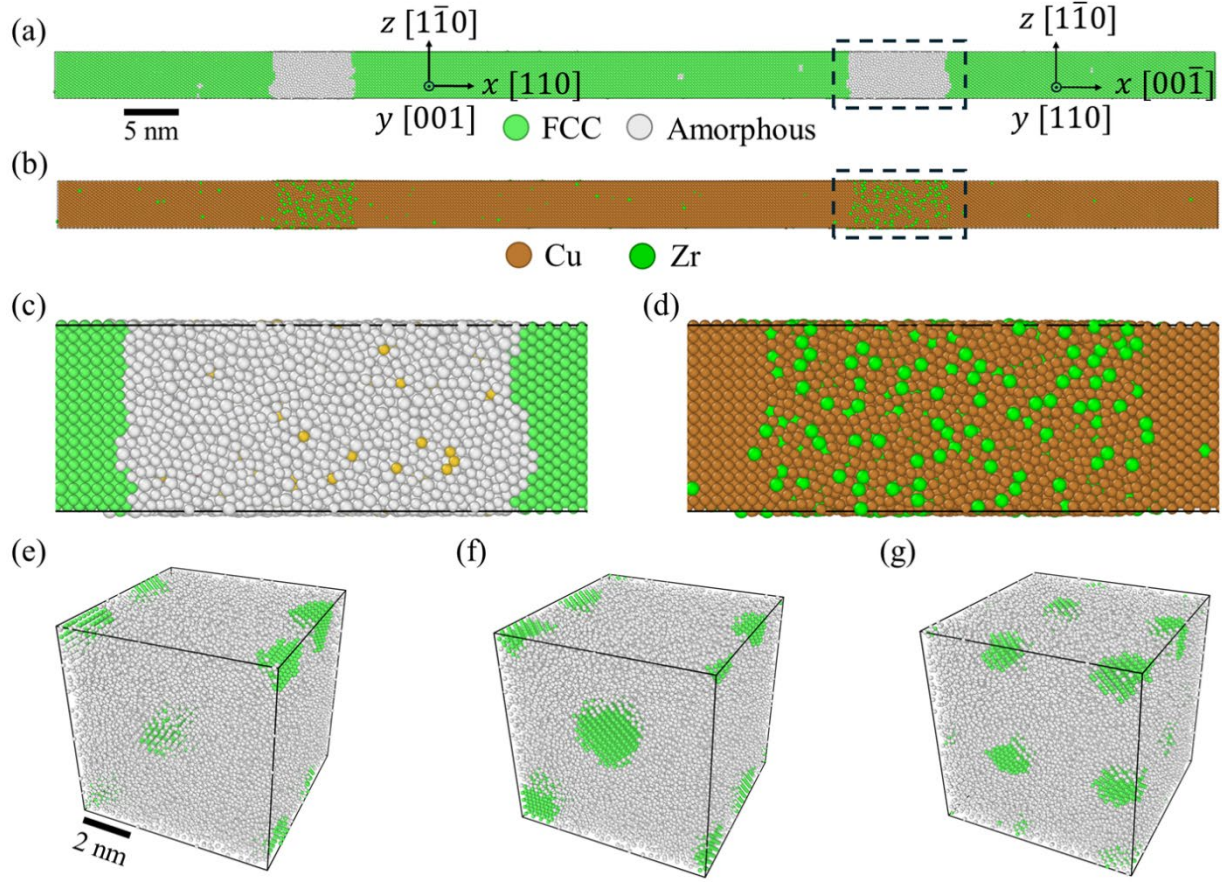 (a)
z [11̅0]
x [110]
y [001]
z [11̅0]
x [001̅]
y [110]
5 nm
FCC Amorphous
(b)
Cu Zr
(c)
(d)
(e)
(f)
(g)
2 nm